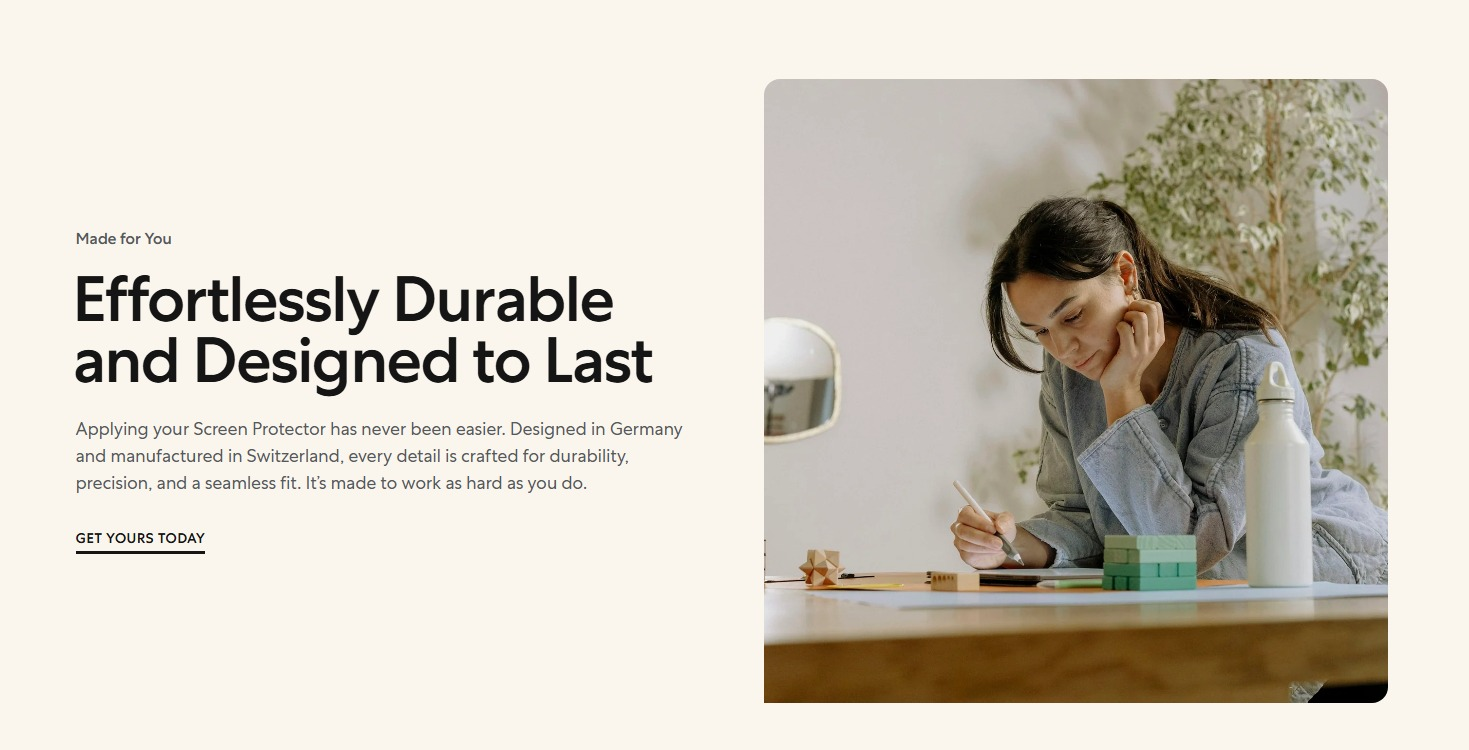 Made for You
Effortlessly Durable
and Designed to Last
Applying your Screen Protector has never been easier. Designed in Germany
and manufactured in Switzerland, every detail is crafted for durability,
precision, and a seamless fit. It’s made to work as hard as you do.
GET YOURS TODAY